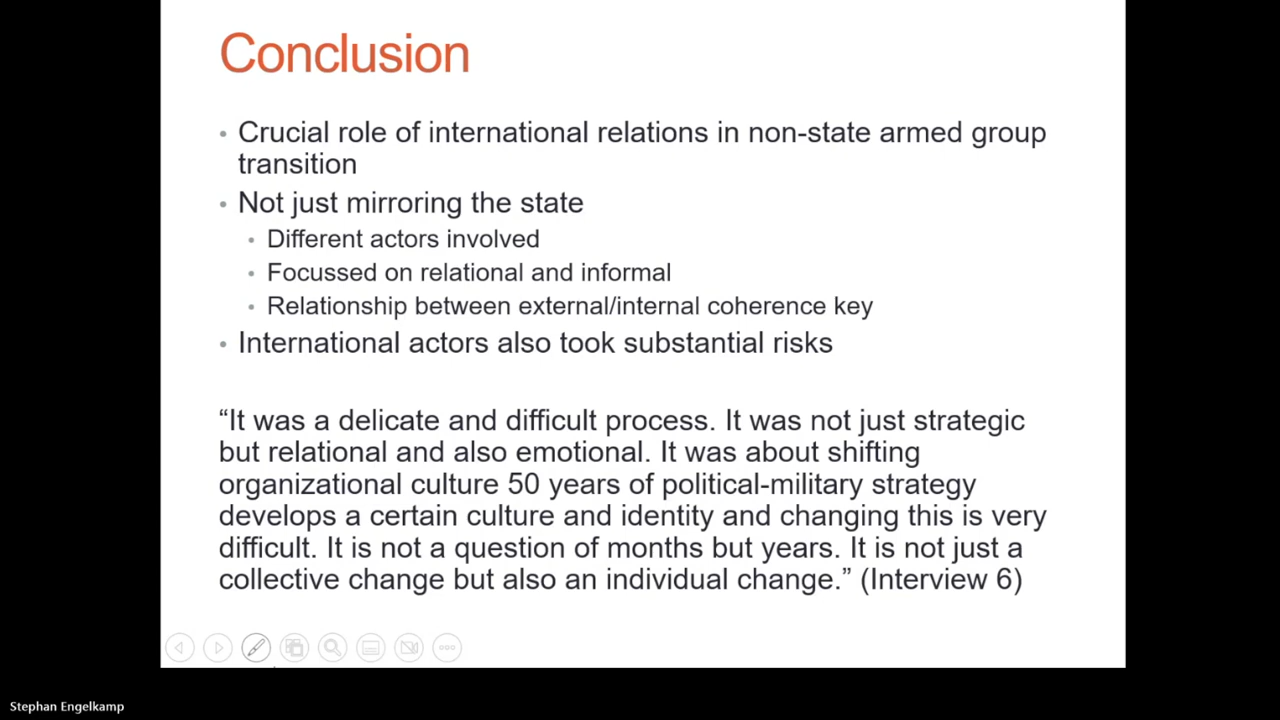 Conclusion
• Crucial role of international relations in non-state armed group
transition
• Not just mirroring the state
• Different actors involved
• Focussed on relational and informal
• Relationship between external/internal coherence key
• International actors also took substantial risks
“It was a delicate and difficult process. It was not just strategic
but relational and also emotional. It was about shifting
organizational culture 50 years of political-military strategy
develops a certain culture and identity and changing this is very
difficult. It is not a question of months but years. It is not just a
collective change but also an individual change.” (Interview 6)
Stephan Engelkamp